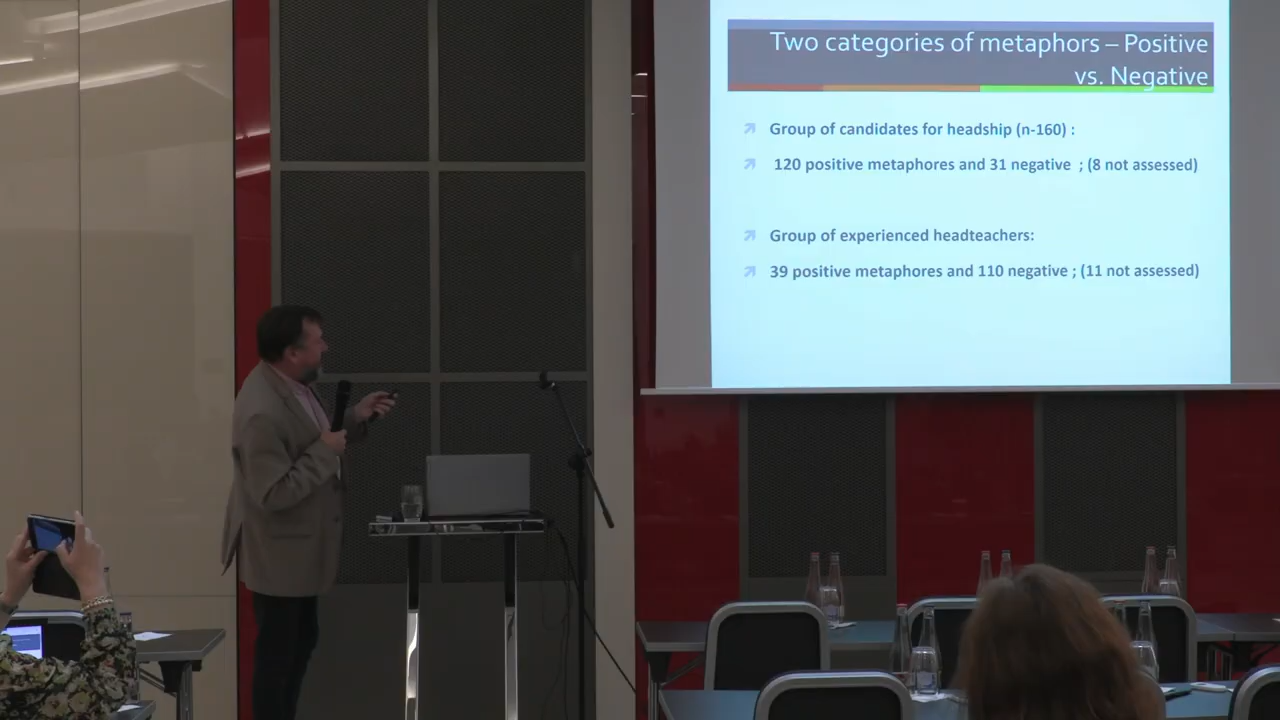 Two categories of metaphors – Positive
vs. Negative
Group of candidates for headship (n-160) :
120 positive metaphores and 31 negative ; (8 not assessed)
Group of experienced headteachers:
39 positive metaphores and 110 negative ; (11 not assessed)